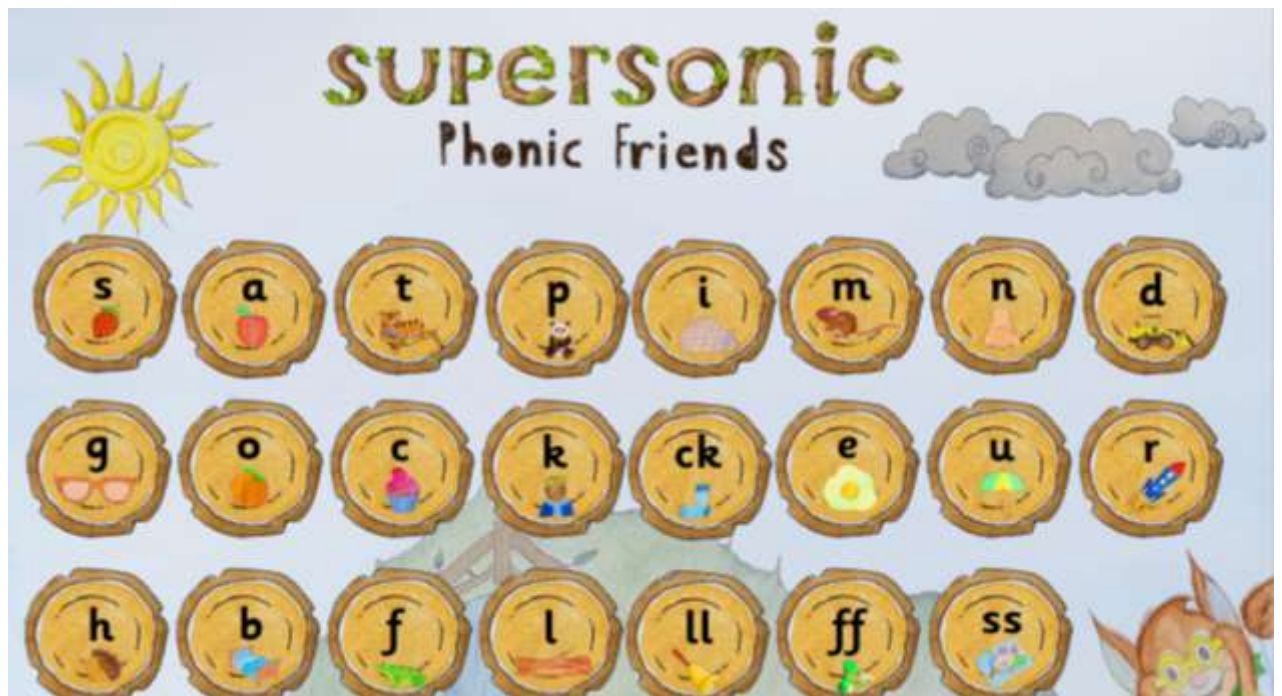 supersonic
Phonic Friends
s a t p i m n d
g o c k ck e u r
h b f l ll ff ss